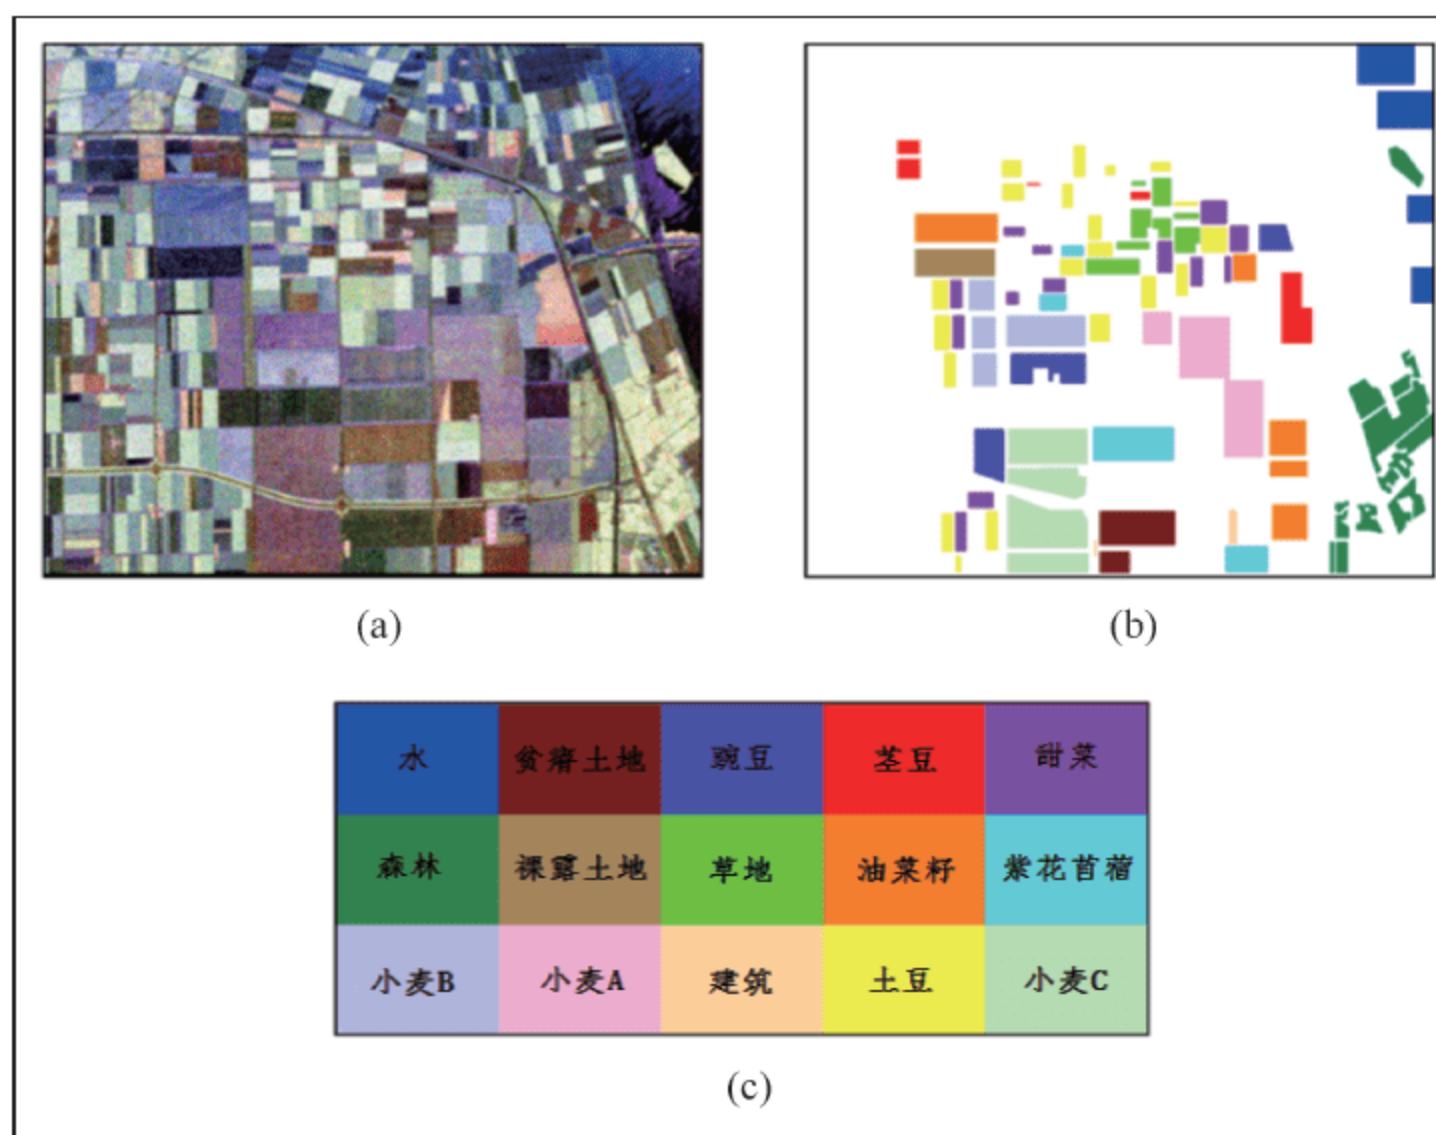 (a)
(b)
水 贫瘠土地 豌豆 茎豆 甜菜
森林 裸露土地 草地 油菜籽 紫花苜蓿
小麦B 小麦A 建筑 土豆 小麦C
(c)